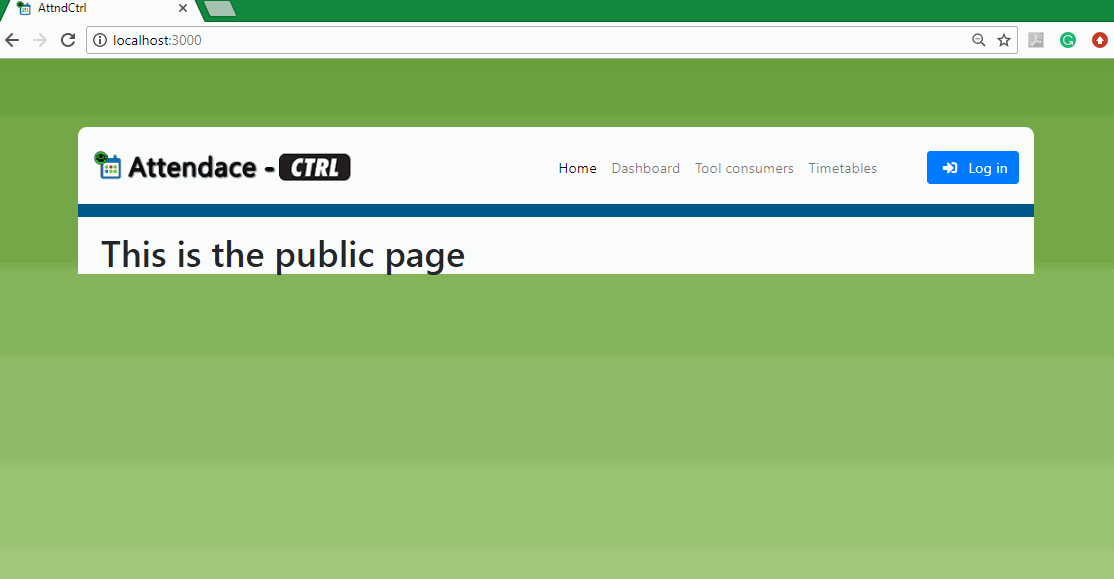 AttndCtrl
localhost:3000
Attendace - CTRL
Home Dashboard Tool consumers Timetables Log in
This is the public page